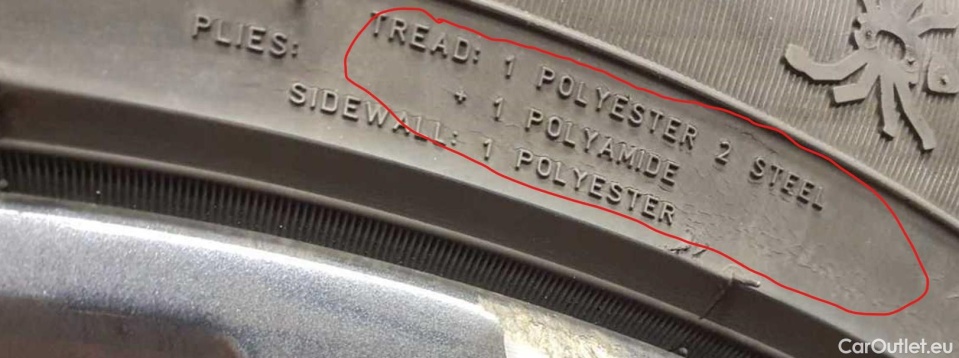 PLIES: TREAD: 1 POLYESTER 2 STEEL
+ 1 POLYAMIDE
SIDEWALL: 1 POLYESTER
CarOutlet.eu